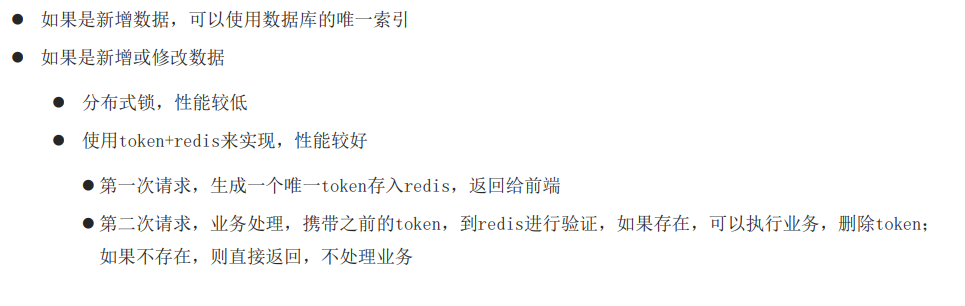 ● 如果是新增数据，可以使用数据库的唯一索引
● 如果是新增或修改数据
● 分布式锁，性能较低
● 使用token+redis来实现，性能较好
● 第一次请求，生成一个唯一token存入redis，返回给前端
● 第二次请求，业务处理，携带之前的token，到redis进行验证，如果存在，可以执行业务，删除token；
如果不存在，则直接返回，不处理业务